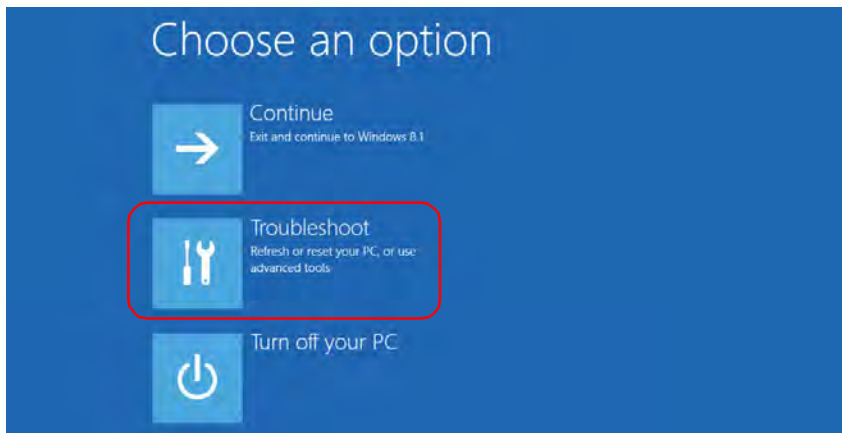 Choose an option
Continue
Exit and continue to Windows 8.1
Troubleshoot
Refresh or reset your PC, or use
advanced tools
Turn off your PC